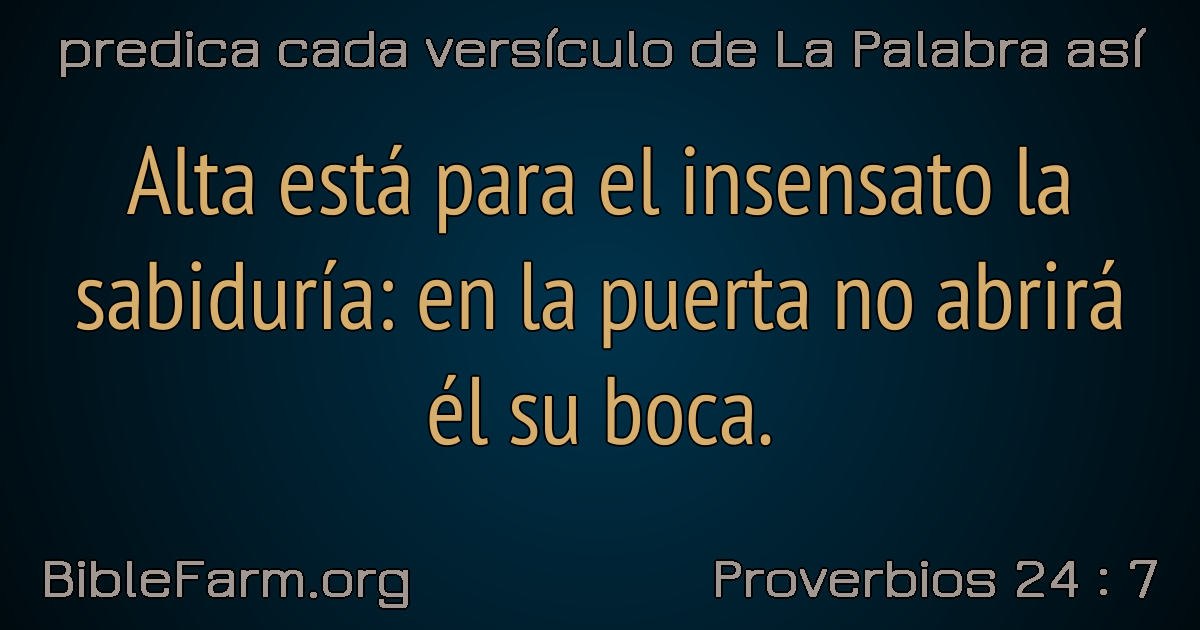 predica cada versículo de La Palabra así
Alta está para el insensato la
sabiduría: en la puerta no abrirá
él su boca.
BibleFarm.org
Proverbios 24 : 7